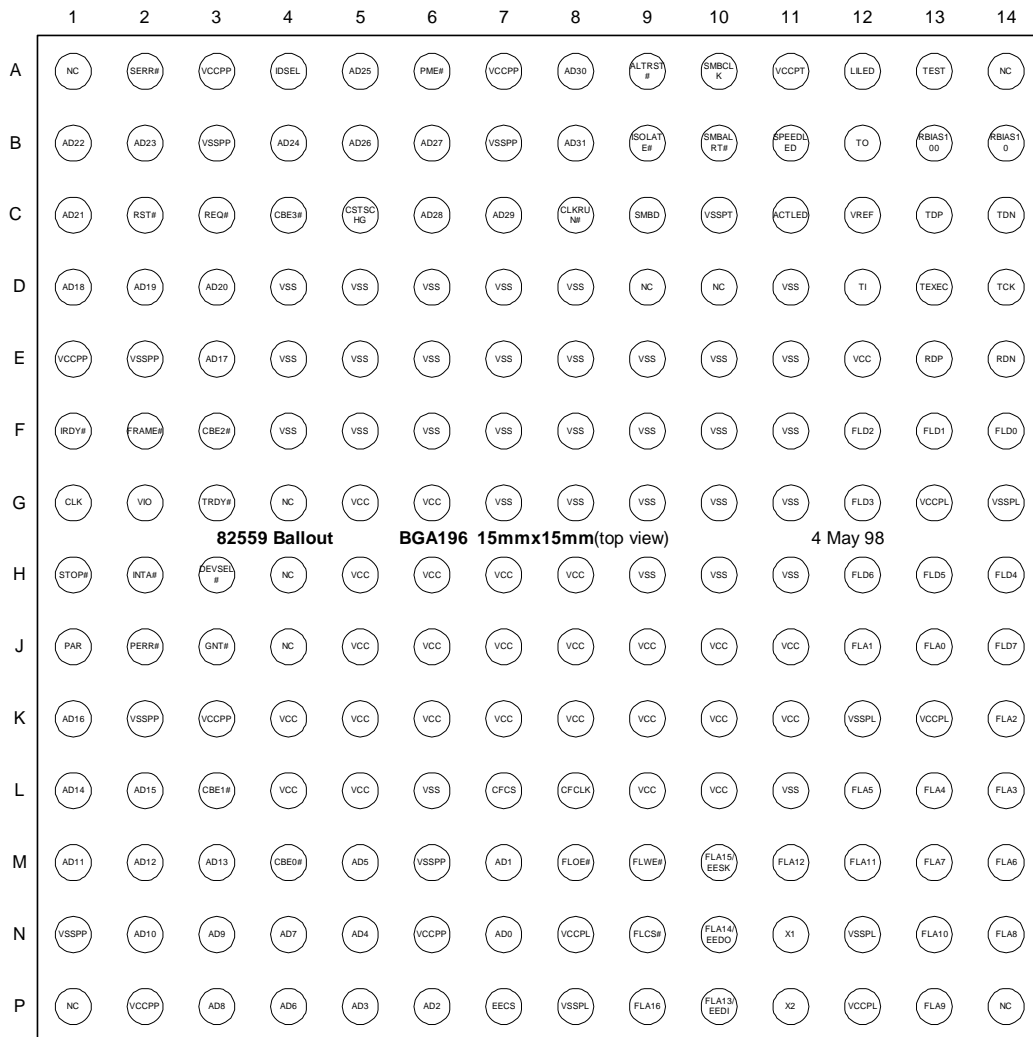 1 2 3 4 5 6 7 8 9 10 11 12 13 14
A NC SERR# VCCPP IDSEL AD25 PME# VCCPP AD30 ALTRST# SMBCLK VCCPT LILED TEST NC
B AD22 AD23 VSSPP AD24 AD26 AD27 VSSPP AD31 ISOLATE# SMBALRT# SPEEDLED TO RBIAS100 RBIAS10
C AD21 RST# REQ# CBE3# CSTSCHG AD28 AD29 CLKRUN# SMBD VSSPT ACTLED VREF TDP TDN
D AD18 AD19 AD20 VSS VSS VSS VSS VSS NC NC VSS TI TEXEC TCK
E VCCPP VSSPP AD17 VSS VSS VSS VSS VSS VSS VSS VSS VCC RDP RDN
F IRDY# FRAME# CBE2# VSS VSS VSS VSS VSS VSS VSS VSS FLD2 FLD1 FLD0
G CLK VIO TRDY# NC VCC VCC VSS VSS VSS VSS VSS FLD3 VCCPL VSSPL
82559 Ballout BGA196 15mmx15mm(top view) 4 May 98
H STOP# INTA# DEVSEL# NC VCC VCC VCC VCC VSS VSS VSS FLD6 FLD5 FLD4
J PAR PERR# GNT# NC VCC VCC VCC VCC VCC VCC VCC FLA1 FLA0 FLD7
K AD16 VSSPP VCCPP VCC VCC VCC VCC VCC VCC VCC VCC VSSPL VCCPL FLA2
L AD14 AD15 CBE1# VCC VCC VSS CFCS CFCLK VCC VCC VSS FLA5 FLA4 FLA3
M AD11 AD12 AD13 CBE0# AD5 VSSPP AD1 FLOE# FLWE# FLA15/EESK FLA12 FLA11 FLA7 FLA6
N VSSPP AD10 AD9 AD7 AD4 VCCPP AD0 VCCPL FLCS# FLA14/EEDO X1 VSSPL FLA10 FLA8
P NC VCCPP AD8 AD6 AD3 AD2 EECS VSSPL FLA16 FLA13/EEDI X2 VCCPL FLA9 NC